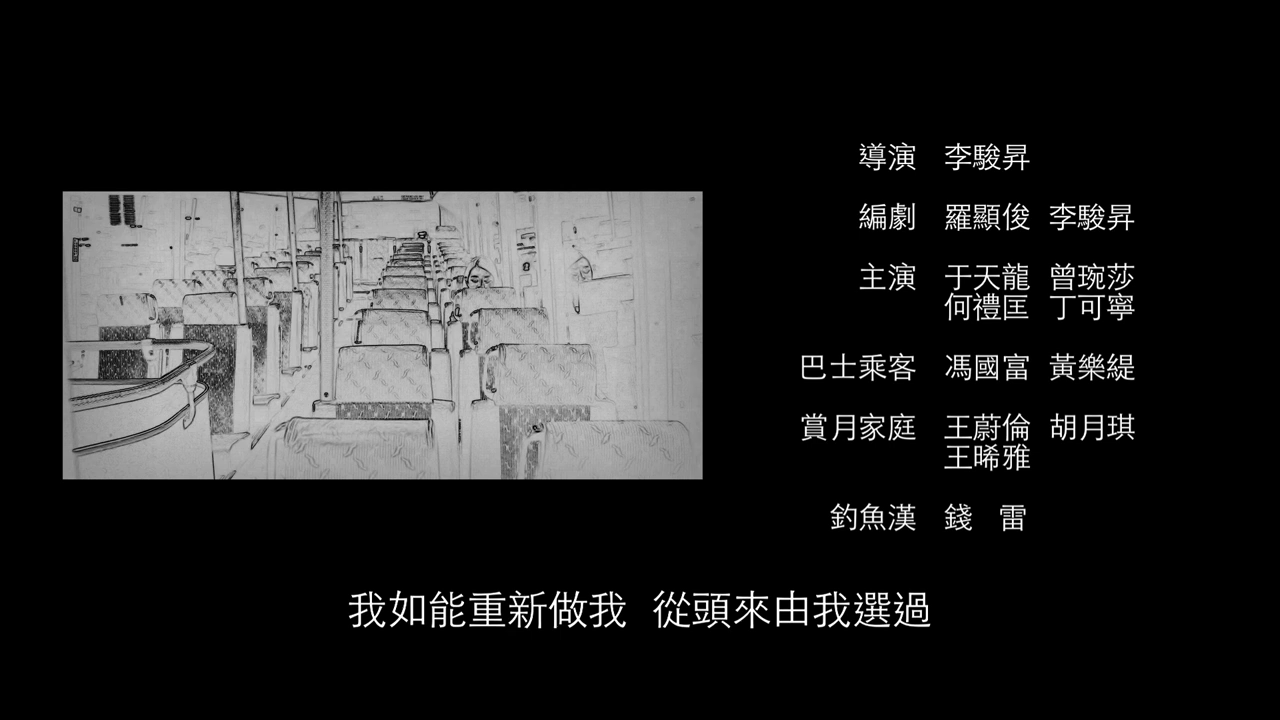 導演 李駿昇
編劇 羅顯俊 李駿昇
主演 于天龍 曾琬莎
何禮匡 丁可寧
巴士乘客 馮國富 黃樂緹
賞月家庭 王蔚倫 胡月琪
王晞雅
釣魚漢 錢 雷
我如能重新做我 從頭來由我選過